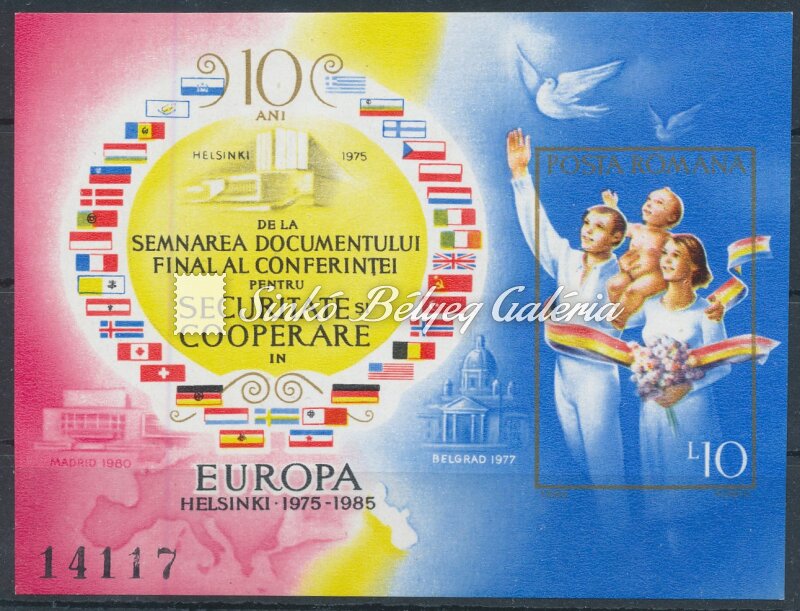 10
ANI
HELSINKI 1975
DE LA
SEMNAREA DOCUMENTULUI
FINAL AL CONFERINȚEI
PENTRU
SECURITATE ȘI
COOPERARE
IN
MADRID 1980
BELGRAD 1977
EUROPA
HELSINKI · 1975-1985
14117
POSTA ROMANA
L10
Sinkó Bélyeg Galéria